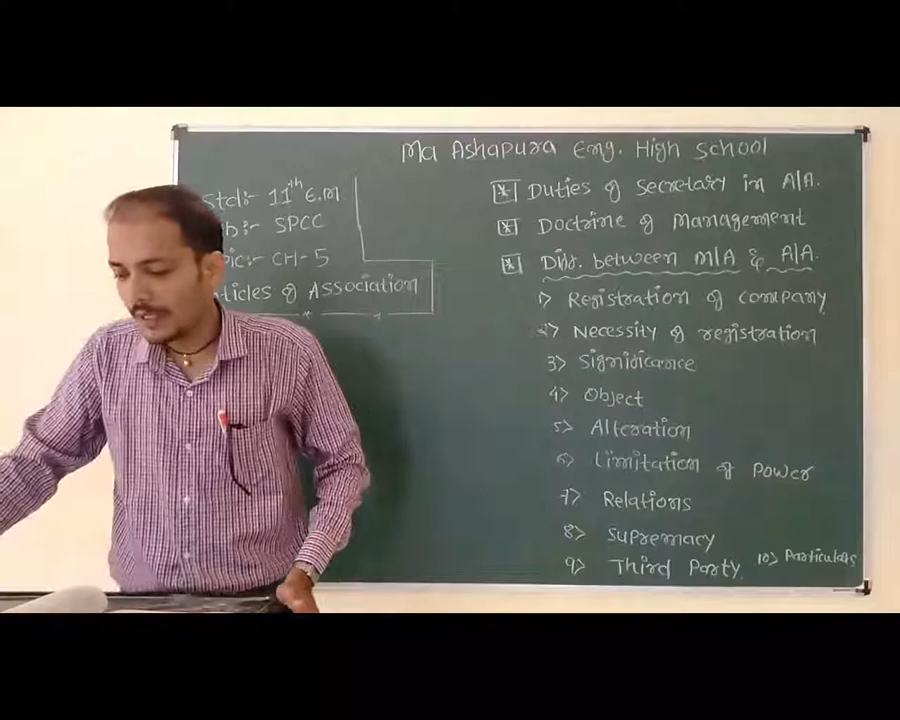 Ma Ashapura Eng. High School
Std:- 11th E.M
b:- SPCC
pic:- CH-5
ticles of Association
* Duties of Secretary in A/A.
* Doctrine of Management
* Diff. between M/A & A/A.
1> Registration of company
2> Necessity of registration
3> Significance
4> Object
5> Alteration
6> Limitation of Power
7> Relations
8> Supremacy
9> Third Party
10> Particulars